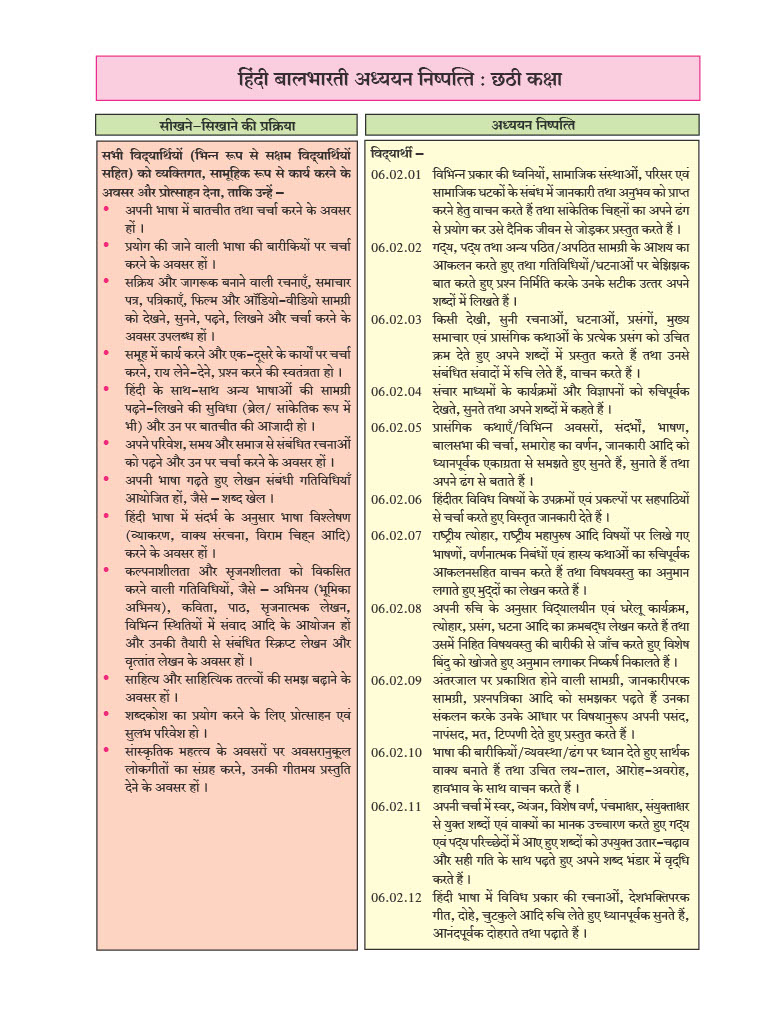 हिंदी बालभारती अध्ययन निष्पत्ति : छठी कक्षा
सीखने-सिखाने की प्रक्रिया
सभी विद्यार्थियों (भिन्न रूप से सक्षम विद्यार्थियों
सहित) को व्यक्तिगत, सामूहिक रूप से कार्य करने के
अवसर और प्रोत्साहन देना, ताकि उन्हें –
• अपनी भाषा में बातचीत तथा चर्चा करने के अवसर
हों ।
• प्रयोग की जाने वाली भाषा की बारीकियों पर चर्चा
करने के अवसर हों ।
• सक्रिय और जागरूक बनाने वाली रचनाएँ, समाचार
पत्र, पत्रिकाएँ, फिल्म और ऑडियो-वीडियो सामग्री
को देखने, सुनने, पढ़ने, लिखने और चर्चा करने के
अवसर उपलब्ध हों ।
• समूह में कार्य करने और एक-दूसरे के कार्यों पर चर्चा
करने, राय लेने-देने, प्रश्न करने की स्वतंत्रता हो ।
• हिंदी के साथ-साथ अन्य भाषाओं की सामग्री
पढ़ने-लिखने की सुविधा (ब्रेल/ सांकेतिक रूप में
भी) और उन पर बातचीत की आजादी हो ।
• अपने परिवेश, समय और समाज से संबंधित रचनाओं
को पढ़ने और उन पर चर्चा करने के अवसर हों ।
• अपनी भाषा गढ़ते हुए लेखन संबंधी गतिविधियाँ
आयोजित हों, जैसे – शब्द खेल ।
• हिंदी भाषा में संदर्भ के अनुसार भाषा विश्लेषण
(व्याकरण, वाक्य संरचना, विराम चिह्न आदि)
करने के अवसर हों ।
• कल्पनाशीलता और सृजनशीलता को विकसित
करने वाली गतिविधियों, जैसे – अभिनय (भूमिका
अभिनय), कविता, पाठ, सृजनात्मक लेखन,
विभिन्न स्थितियों में संवाद आदि के आयोजन हों
और उनकी तैयारी से संबंधित स्क्रिप्ट लेखन और
वृत्तांत लेखन के अवसर हों ।
• साहित्य और साहित्यिक तत्त्वों की समझ बढ़ाने के
अवसर हों ।
• शब्दकोश का प्रयोग करने के लिए प्रोत्साहन एवं
सुलभ परिवेश हो ।
• सांस्कृतिक महत्त्व के अवसरों पर अवसरानुकूल
लोकगीतों का संग्रह करने, उनकी गीतमय प्रस्तुति
देने के अवसर हों ।
अध्ययन निष्पत्ति
विद्यार्थी –
06.02.01 विभिन्न प्रकार की ध्वनियों, सामाजिक संस्थाओं, परिसर एवं
सामाजिक घटकों के संबंध में जानकारी तथा अनुभव को प्राप्त
करने हेतु वाचन करते हैं तथा सांकेतिक चिह्नों का अपने ढंग
से प्रयोग कर उसे दैनिक जीवन से जोड़कर प्रस्तुत करते हैं ।
06.02.02 गद्य, पद्य तथा अन्य पठित/अपठित सामग्री के आशय का
आकलन करते हुए तथा गतिविधियों/घटनाओं पर बेझिझक
बात करते हुए प्रश्न निर्मिति करके उनके सटीक उत्तर अपने
शब्दों में लिखते हैं ।
06.02.03 किसी देखी, सुनी रचनाओं, घटनाओं, प्रसंगों, मुख्य
समाचार एवं प्रासंगिक कथाओं के प्रत्येक प्रसंग को उचित
क्रम देते हुए अपने शब्दों में प्रस्तुत करते हैं तथा उनसे
संबंधित संवादों में रुचि लेते हैं, वाचन करते हैं ।
06.02.04 संचार माध्यमों के कार्यक्रमों और विज्ञापनों को रुचिपूर्वक
देखते, सुनते तथा अपने शब्दों में कहते हैं ।
06.02.05 प्रासंगिक कथाएँ/विभिन्न अवसरों, संदर्भों, भाषण,
बालसभा की चर्चा, समारोह का वर्णन, जानकारी आदि को
ध्यानपूर्वक एकाग्रता से समझते हुए सुनते हैं, सुनाते हैं तथा
अपने ढंग से बताते हैं ।
06.02.06 हिंदीतर विविध विषयों के उपक्रमों एवं प्रकल्पों पर सहपाठियों
से चर्चा करते हुए विस्तृत जानकारी देते हैं ।
06.02.07 राष्ट्रीय त्योहार, राष्ट्रीय महापुरुष आदि विषयों पर लिखे गए
भाषणों, वर्णनात्मक निबंधों एवं हास्य कथाओं का रुचिपूर्वक
आकलनसहित वाचन करते हैं तथा विषयवस्तु का अनुमान
लगाते हुए मुद्दों का लेखन करते हैं ।
06.02.08 अपनी रुचि के अनुसार विद्यालयीन एवं घरेलू कार्यक्रम,
त्योहार, प्रसंग, घटना आदि का क्रमबद्ध लेखन करते हैं तथा
उसमें निहित विषयवस्तु की बारीकी से जाँच करते हुए विशेष
बिंदु को खोजते हुए अनुमान लगाकर निष्कर्ष निकालते हैं ।
06.02.09 अंतरजाल पर प्रकाशित होने वाली सामग्री, जानकारीपरक
सामग्री, प्रश्नपत्रिका आदि को समझकर पढ़ते हैं उनका
संकलन करके उनके आधार पर विषयानुरूप अपनी पसंद,
नापसंद, मत, टिप्पणी देते हुए प्रस्तुत करते हैं ।
06.02.10 भाषा की बारीकियों/व्यवस्था/ढंग पर ध्यान देते हुए सार्थक
वाक्य बनाते हैं तथा उचित लय-ताल, आरोह-अवरोह,
हावभाव के साथ वाचन करते हैं ।
06.02.11 अपनी चर्चा में स्वर, व्यंजन, विशेष वर्ण, पंचमाक्षर, संयुक्ताक्षर
से युक्त शब्दों एवं वाक्यों का मानक उच्चारण करते हुए गद्य
एवं पद्य परिच्छेदों में आए हुए शब्दों को उपयुक्त उतार-चढ़ाव
और सही गति के साथ पढ़ते हुए अपने शब्द भंडार में वृद्धि
करते हैं ।
06.02.12 हिंदी भाषा में विविध प्रकार की रचनाओं, देशभक्तिपरक
गीत, दोहे, चुटकुले आदि रुचि लेते हुए ध्यानपूर्वक सुनते हैं,
आनंदपूर्वक दोहराते तथा पढ़ाते हैं ।